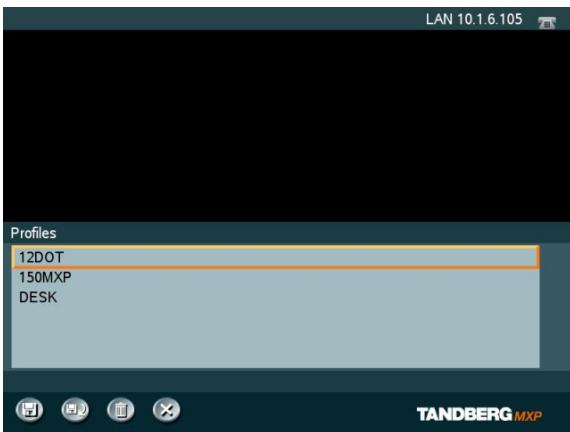 LAN 10.1.6.105
Profiles
12DOT
150MXP
DESK
TANDBERG MXP